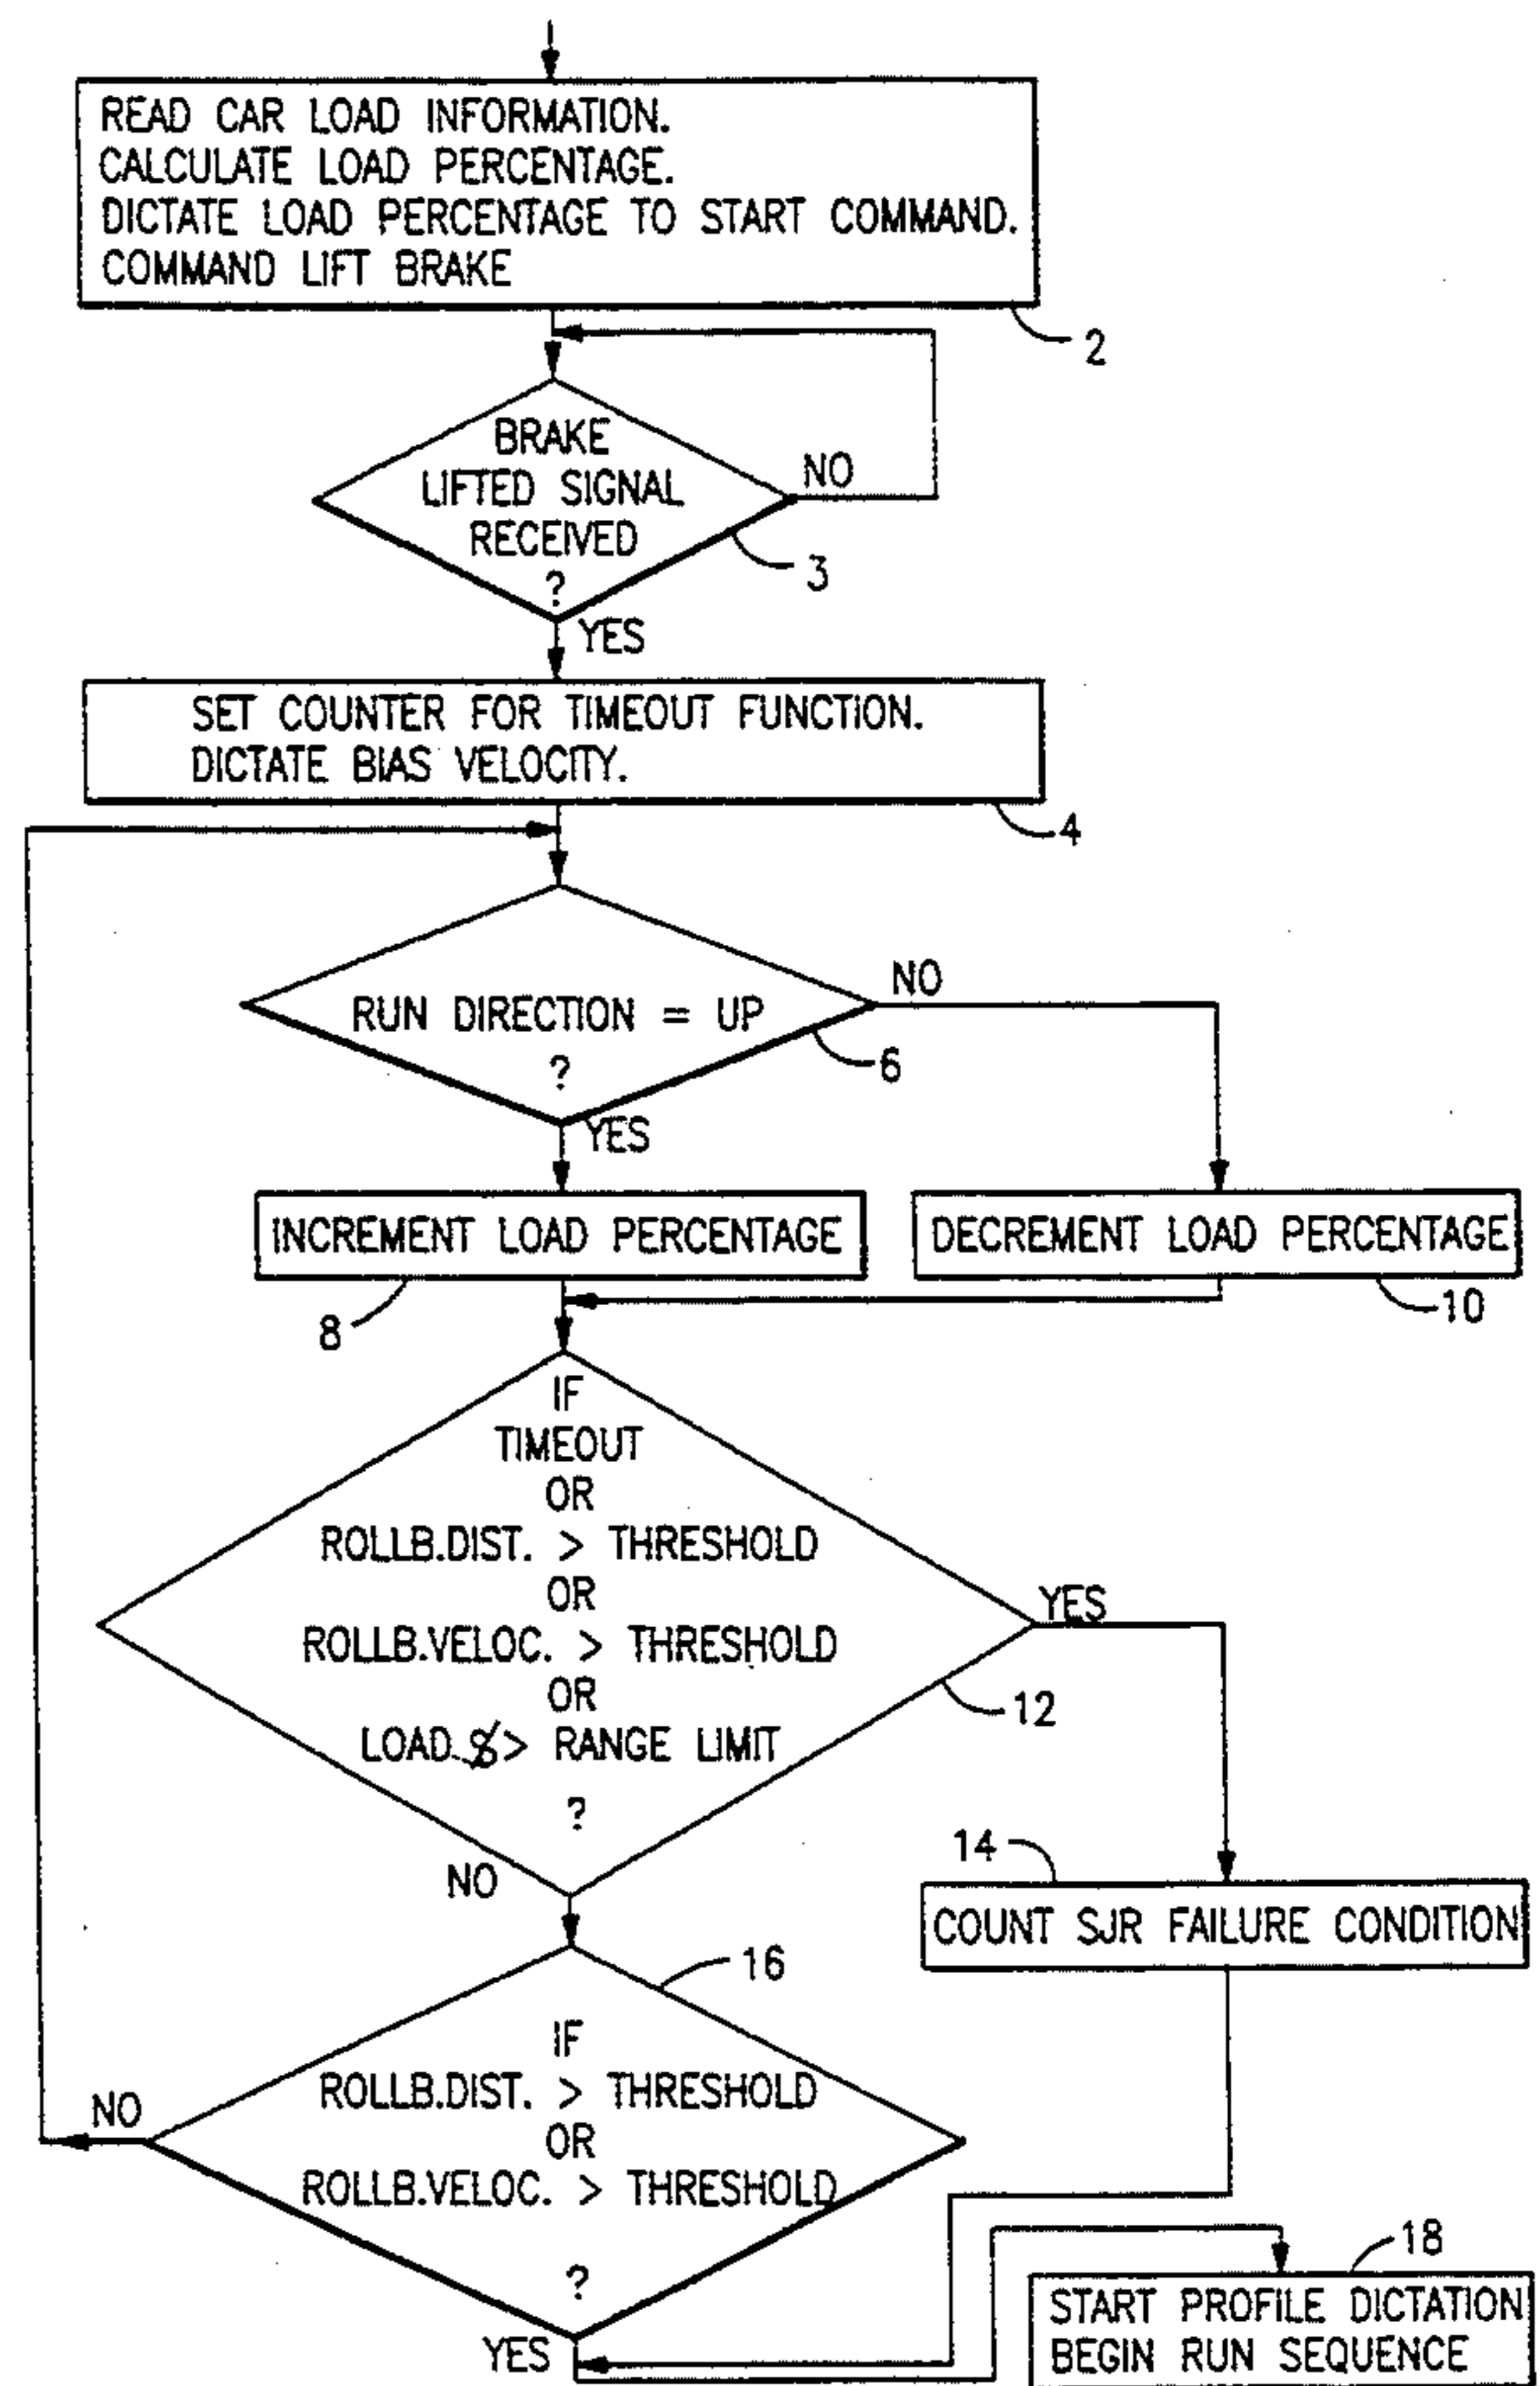 READ CAR LOAD INFORMATION.
CALCULATE LOAD PERCENTAGE.
DICTATE LOAD PERCENTAGE TO START COMMAND.
COMMAND LIFT BRAKE
2
BRAKE
LIFTED SIGNAL
RECEIVED
?
NO
3
YES
SET COUNTER FOR TIMEOUT FUNCTION.
DICTATE BIAS VELOCITY.
4
RUN DIRECTION = UP
?
NO
6
YES
INCREMENT LOAD PERCENTAGE
8
DECREMENT LOAD PERCENTAGE
10
IF
TIMEOUT
OR
ROLLB.DIST. > THRESHOLD
OR
ROLLB.VELOC. > THRESHOLD
OR
LOAD % > RANGE LIMIT
?
YES
12
NO
14
COUNT SJR FAILURE CONDITION
16
IF
ROLLB.DIST. > THRESHOLD
OR
ROLLB.VELOC. > THRESHOLD
?
NO
YES
18
START PROFILE DICTATION
BEGIN RUN SEQUENCE